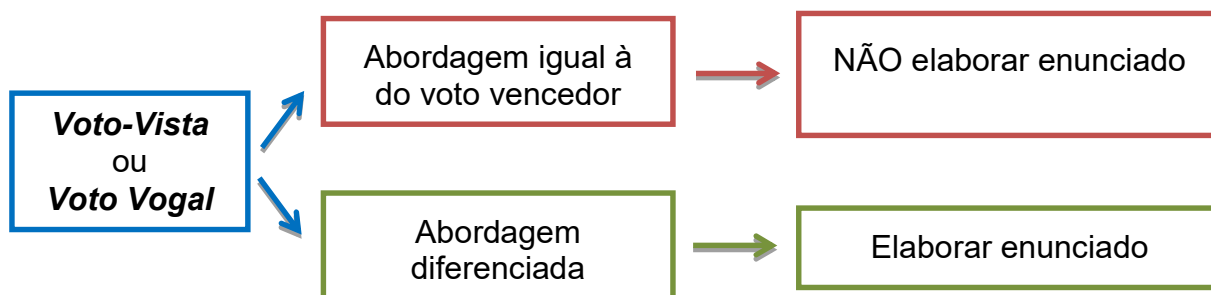 Voto-Vista
ou
Voto Vogal
Abordagem igual à
do voto vencedor
NÃO elaborar enunciado
Abordagem
diferenciada
Elaborar enunciado